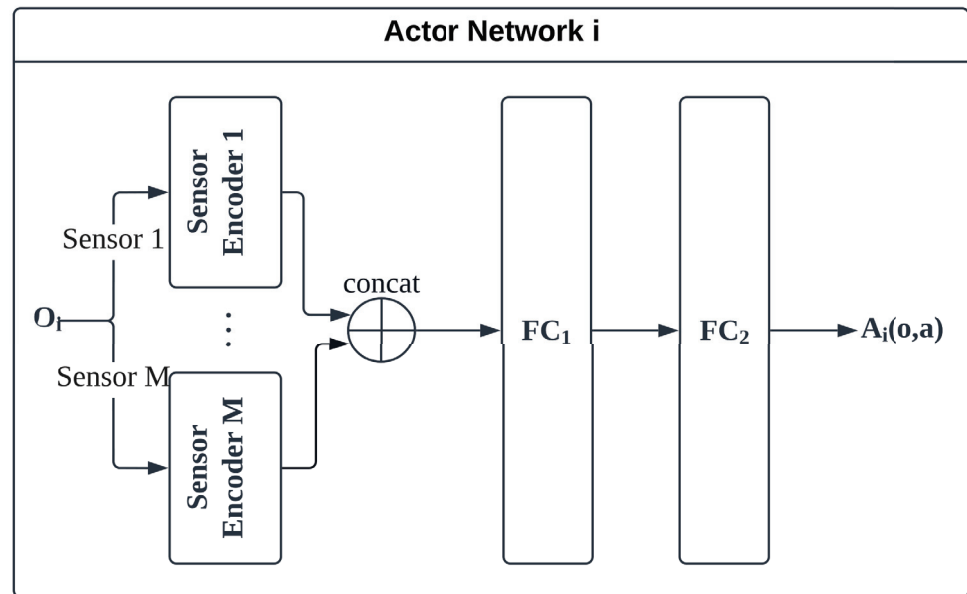 Actor Network i
Sensor
Encoder 1
Sensor 1
concat
Oᵢ
⋮
FC₁
FC₂
Aᵢ(o,a)
Sensor M
Sensor
Encoder M